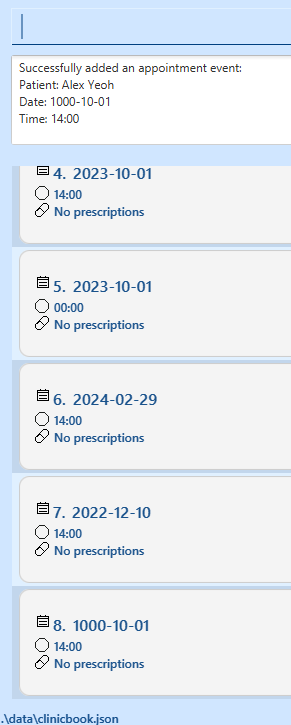 Successfully added an appointment event:
Patient: Alex Yeoh
Date: 1000-10-01
Time: 14:00
4. 2023-10-01
14:00
No prescriptions
5. 2023-10-01
00:00
No prescriptions
6. 2024-02-29
14:00
No prescriptions
7. 2022-12-10
14:00
No prescriptions
8. 1000-10-01
14:00
No prescriptions
.\data\clinicbook.json